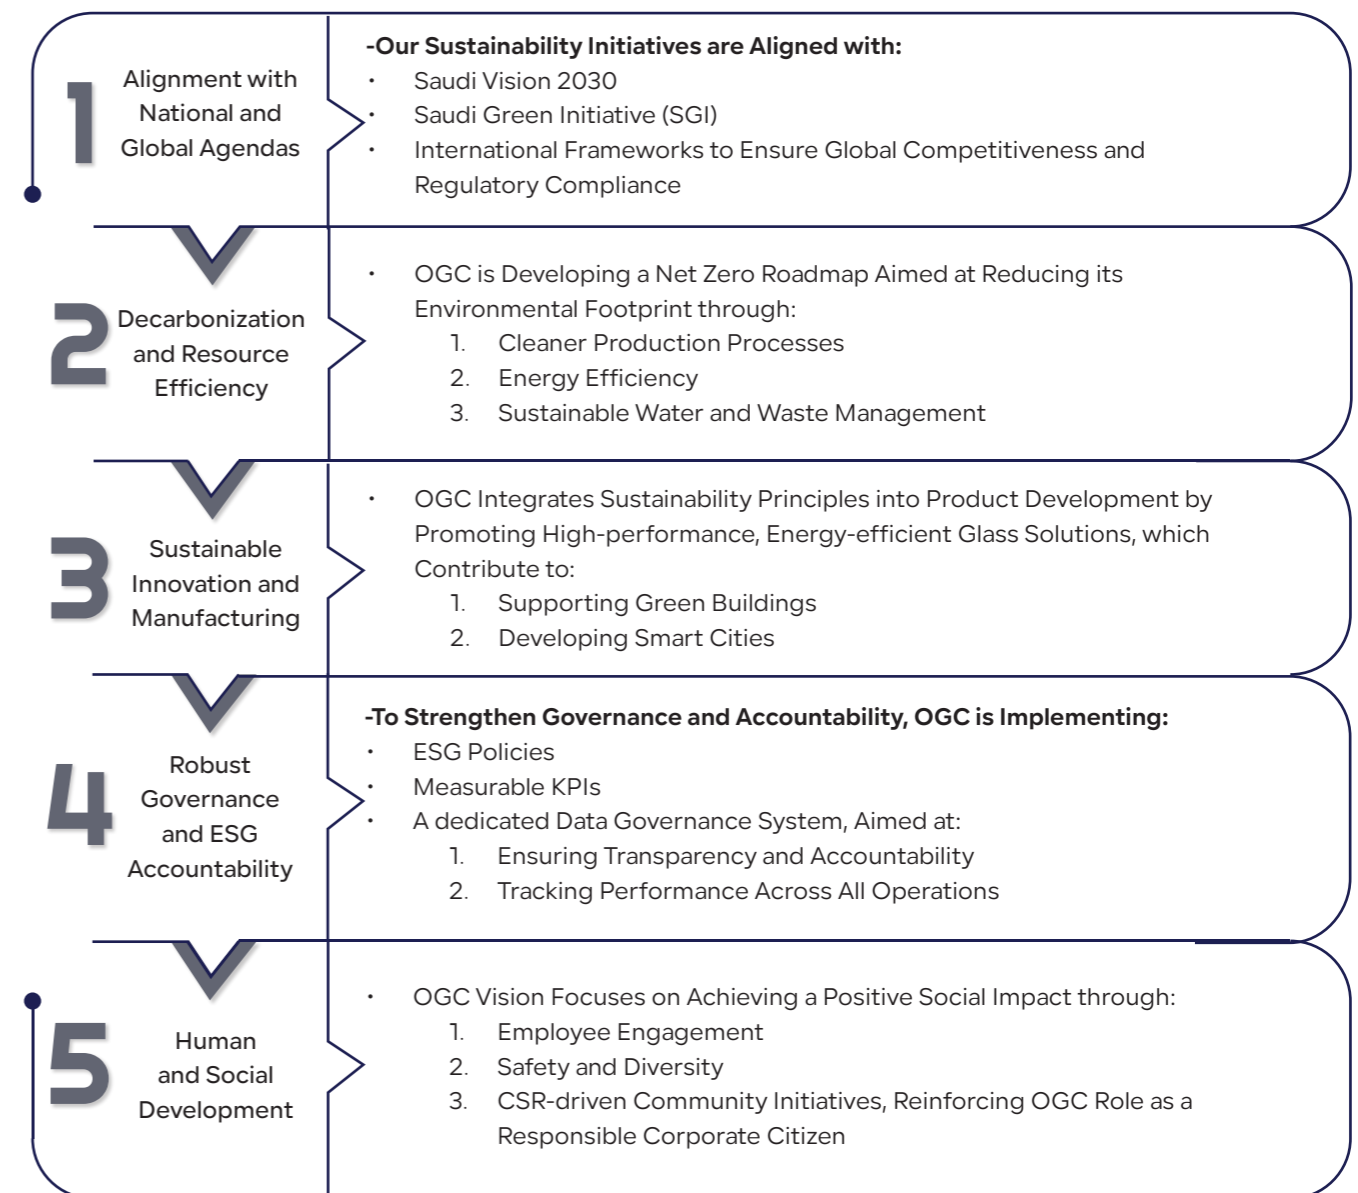 1
Alignment with
National and
Global Agendas
-Our Sustainability Initiatives are Aligned with:
• Saudi Vision 2030
• Saudi Green Initiative (SGI)
• International Frameworks to Ensure Global Competitiveness and
Regulatory Compliance
2
Decarbonization
and Resource
Efficiency
• OGC is Developing a Net Zero Roadmap Aimed at Reducing its
Environmental Footprint through:
1. Cleaner Production Processes
2. Energy Efficiency
3. Sustainable Water and Waste Management
3
Sustainable
Innovation and
Manufacturing
• OGC Integrates Sustainability Principles into Product Development by
Promoting High-performance, Energy-efficient Glass Solutions, which
Contribute to:
1. Supporting Green Buildings
2. Developing Smart Cities
4
Robust
Governance
and ESG
Accountability
-To Strengthen Governance and Accountability, OGC is Implementing:
• ESG Policies
• Measurable KPIs
• A dedicated Data Governance System, Aimed at:
1. Ensuring Transparency and Accountability
2. Tracking Performance Across All Operations
5
Human
and Social
Development
• OGC Vision Focuses on Achieving a Positive Social Impact through:
1. Employee Engagement
2. Safety and Diversity
3. CSR-driven Community Initiatives, Reinforcing OGC Role as a
Responsible Corporate Citizen